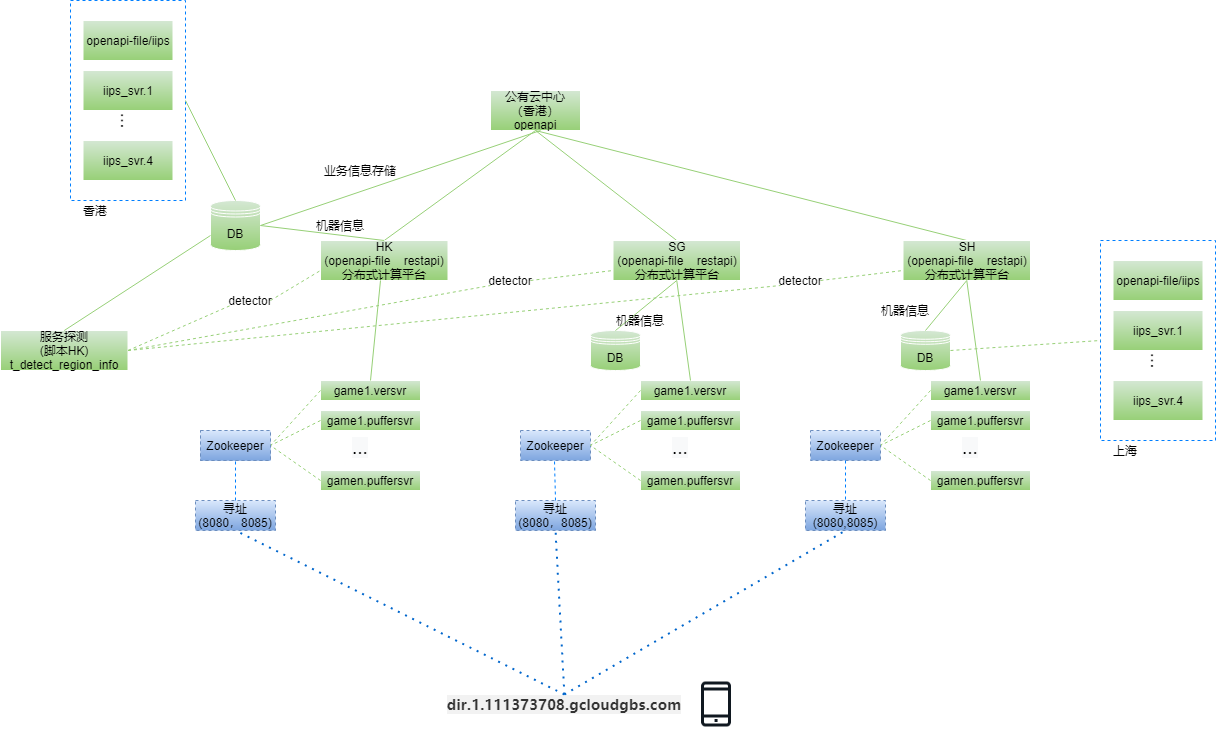 openapi-file/iips
iips_svr.1
⋮
iips_svr.4
香港
公有云中心
（香港）
openapi
业务信息存储
DB
机器信息
HK
(openapi-file restapi)
分布式计算平台
SG
(openapi-file restapi)
分布式计算平台
SH
(openapi-file restapi)
分布式计算平台
detector
detector
detector
openapi-file/iips
iips_svr.1
⋮
iips_svr.4
上海
服务探测
(脚本HK)
t_detect_region_info
机器信息
DB
机器信息
DB
game1.versvr
game1.puffersvr
...
gamen.puffersvr
Zookeeper
寻址
(8080，8085)
game1.versvr
game1.puffersvr
...
gamen.puffersvr
Zookeeper
寻址
(8080，8085)
game1.versvr
game1.puffersvr
...
gamen.puffersvr
Zookeeper
寻址
(8080,8085)
dir.1.111373708.gcloudgbs.com